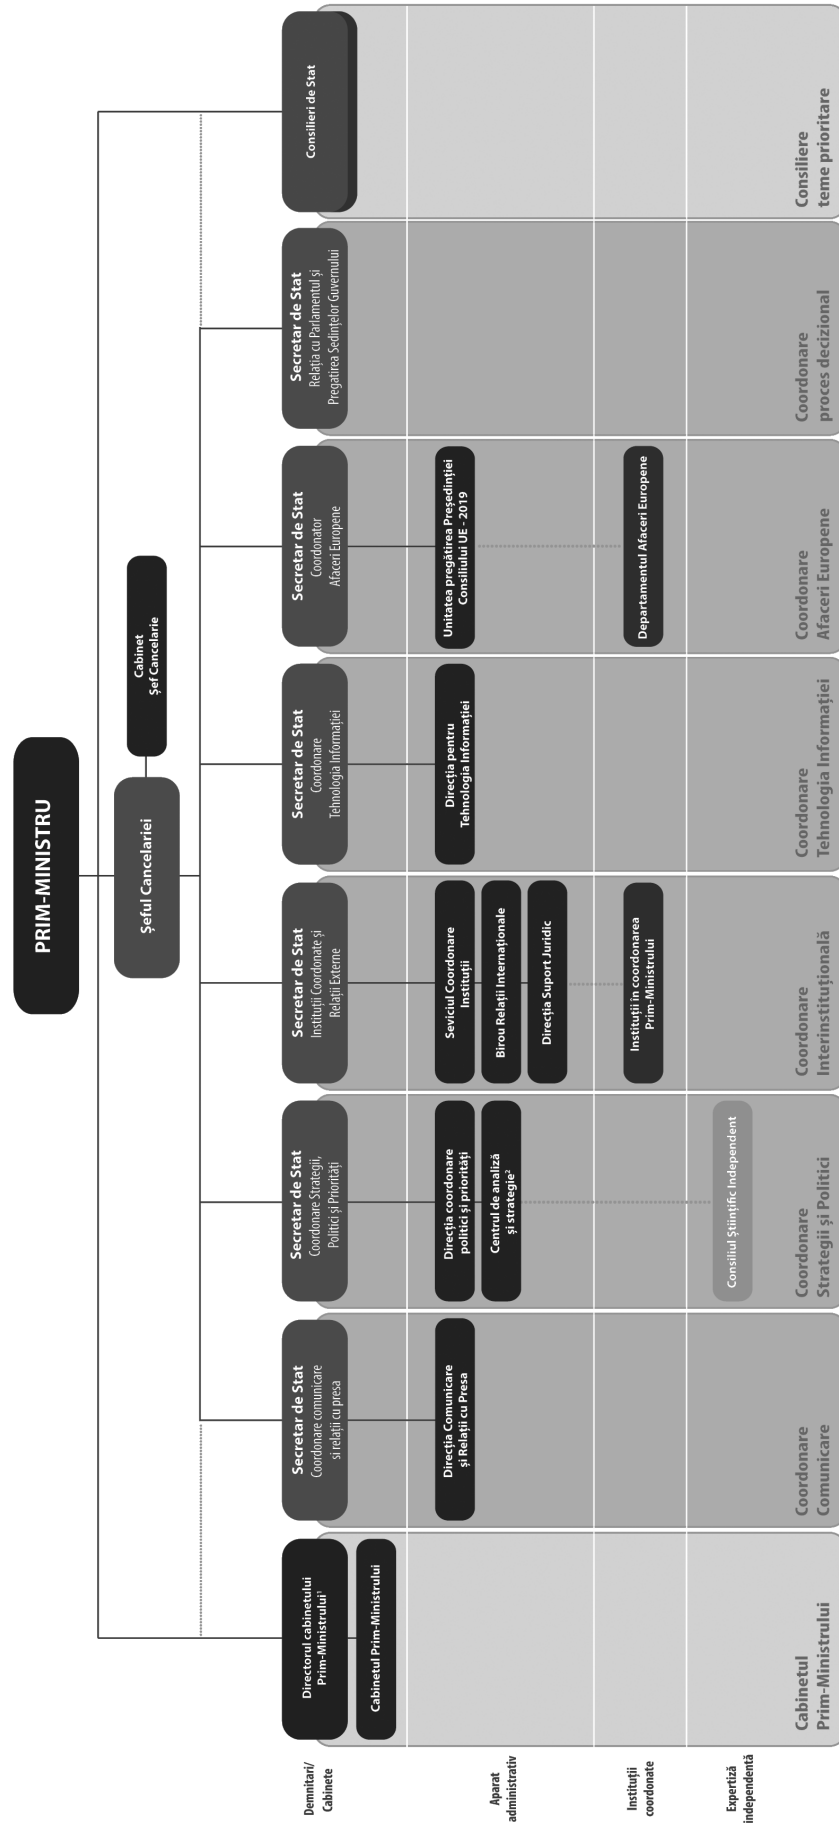 PRIM-MINISTRU
Șeful Cancelariei
Cabinet
Șef Cancelarie
Demnitari/
Cabinete
Directorul cabinetului
Prim-Ministrului¹
Cabinetul Prim-Ministrului
Secretar de Stat
Coordonare comunicare
si relații cu presa
Secretar de Stat
Coordonare Strategii,
Politici și Priorități
Secretar de Stat
Instituții Coordonate și
Relații Externe
Secretar de Stat
Coordonare
Tehnologia Informației
Secretar de Stat
Coordonator
Afaceri Europene
Secretar de Stat
Relația cu Parlamentul și
Pregatirea Sedințelor Guvernului
Consilieri de Stat
Aparat
administrativ
Direcția Comunicare
și Relații cu Presa
Direcția coordonare
politici și priorități
Centrul de analiză
și strategie²
Seviciul Coordonare
Instituții
Birou Relații Internaționale
Direcția Suport Juridic
Direcția pentru
Tehnologia Informației
Unitatea pregătirea Președinției
Consiliului UE - 2019
Instituții
coordonate
Instituții în coordonarea
Prim-Ministrului
Departamentul Afaceri Europene
Expertiză
independentă
Consiliul Științific Independent
Cabinetul
Prim-Ministrului
Coordonare
Comunicare
Coordonare
Strategii și Politici
Coordonare
Interinstituțională
Coordonare
Tehnologia Informației
Coordonare
Afaceri Europene
Coordonare
proces decizional
Consiliere
teme prioritare